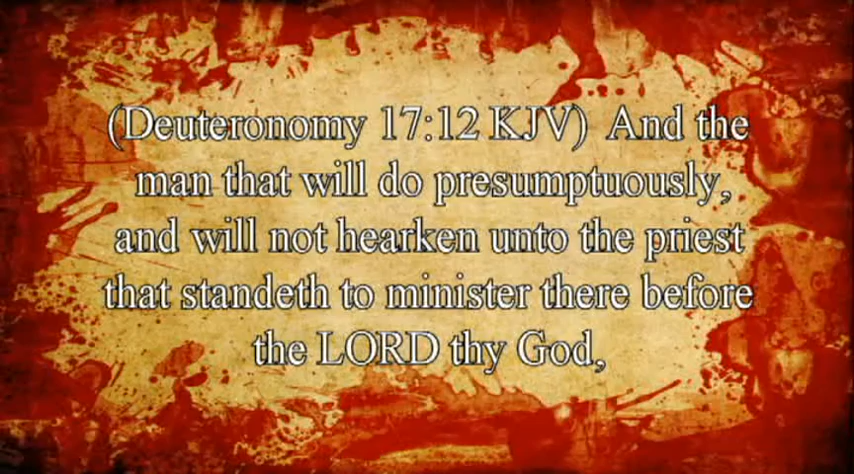 (Deuteronomy 17:12 KJV) And the
man that will do presumptuously,
and will not hearken unto the priest
that standeth to minister there before
the LORD thy God,